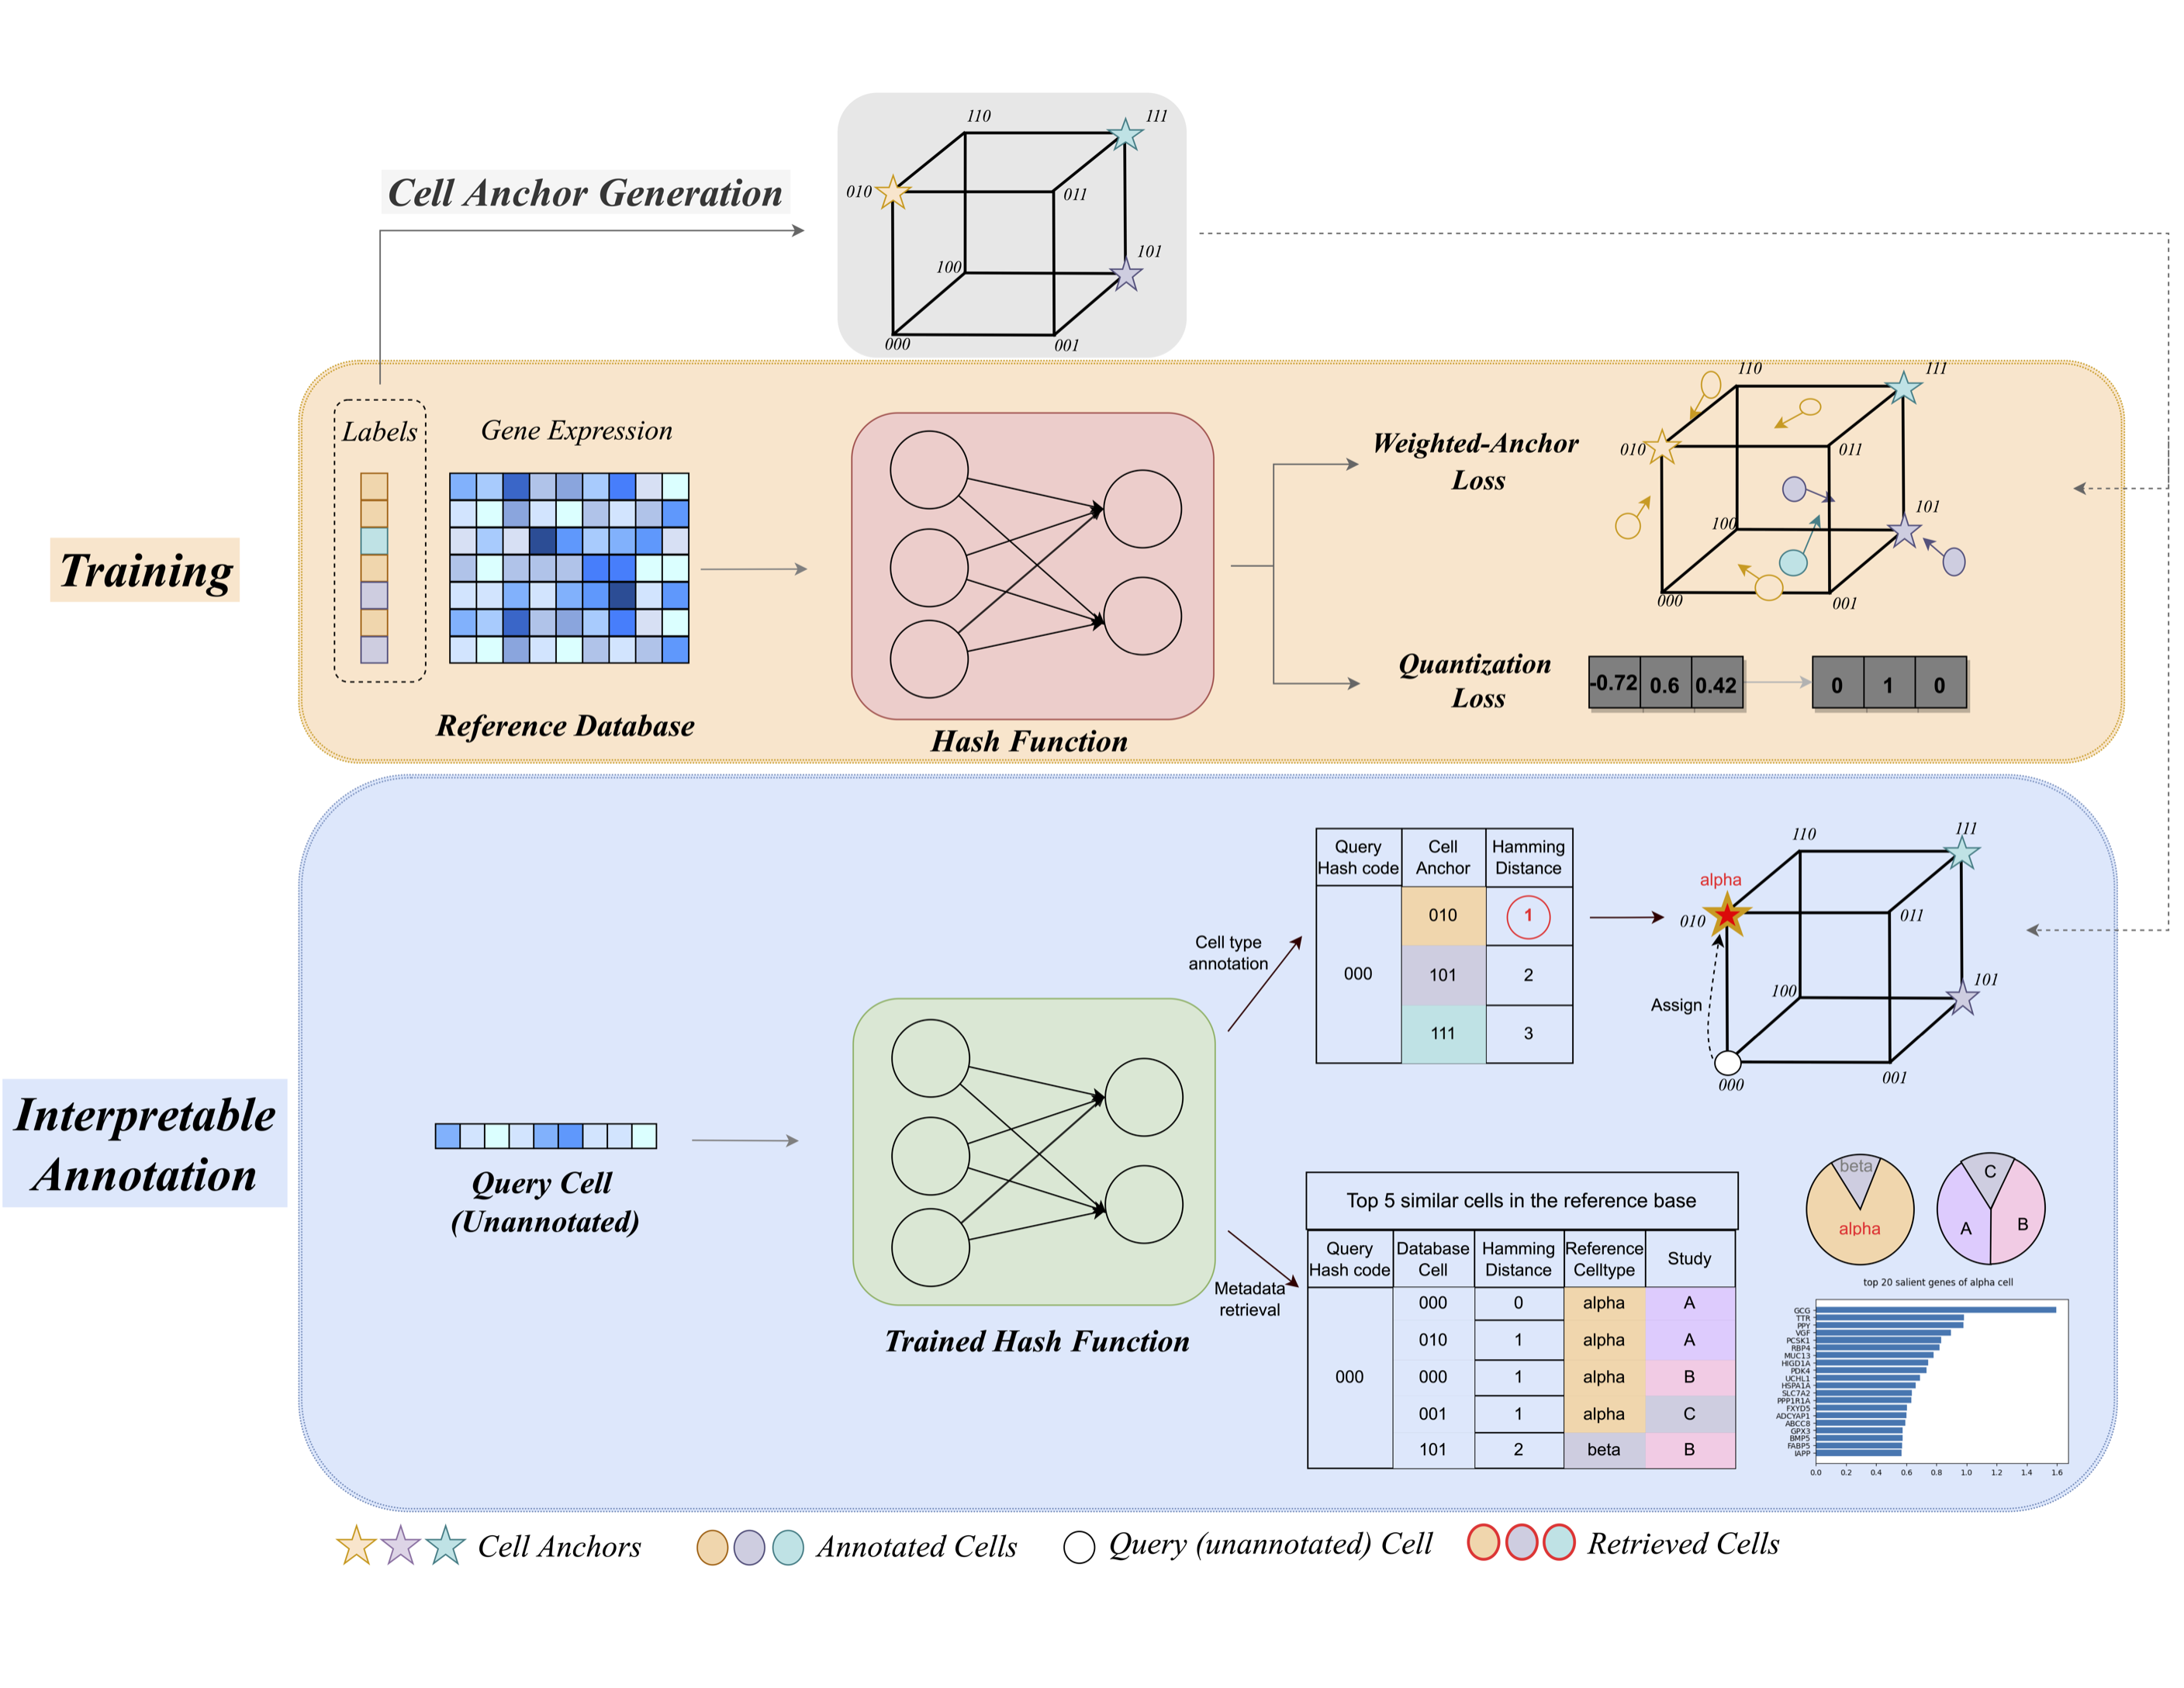 110
111
Cell Anchor Generation
010
011
101
100
000
001
Training
Labels
Gene Expression
Reference Database
Hash Function
Weighted-Anchor
Loss
110
111
010
011
101
100
000
001
Quantization
Loss
-0.72 0.6 0.42
0 1 0
Interpretable
Annotation
Query Cell
(Unannotated)
Trained Hash Function
Cell type
annotation
Query Hash code Cell Anchor Hamming Distance
000
010 1
101 2
111 3
110
111
alpha
010
011
101
100
Assign
000
001
Metadata
retrieval
Top 5 similar cells in the reference base
Query Hash code Database Cell Hamming Distance Reference Celltype Study
000
000 0 alpha A
010 1 alpha A
000 1 alpha B
001 1 alpha C
101 2 beta B
beta
alpha
C
A
B
top 20 salient genes of alpha cell
GCG
TTR
PPY
VGF
PCSK1
RBP4
MUC13
HIGD1A
PDK4
UCHL1
HSPA1A
SLC7A2
PPP1R1A
FXYD5
ADCYAP1
ABCC8
GPX3
BMP5
FABP5
IAPP
0.0 0.2 0.4 0.6 0.8 1.0 1.2 1.4 1.6
Cell Anchors
Annotated Cells
Query (unannotated) Cell
Retrieved Cells